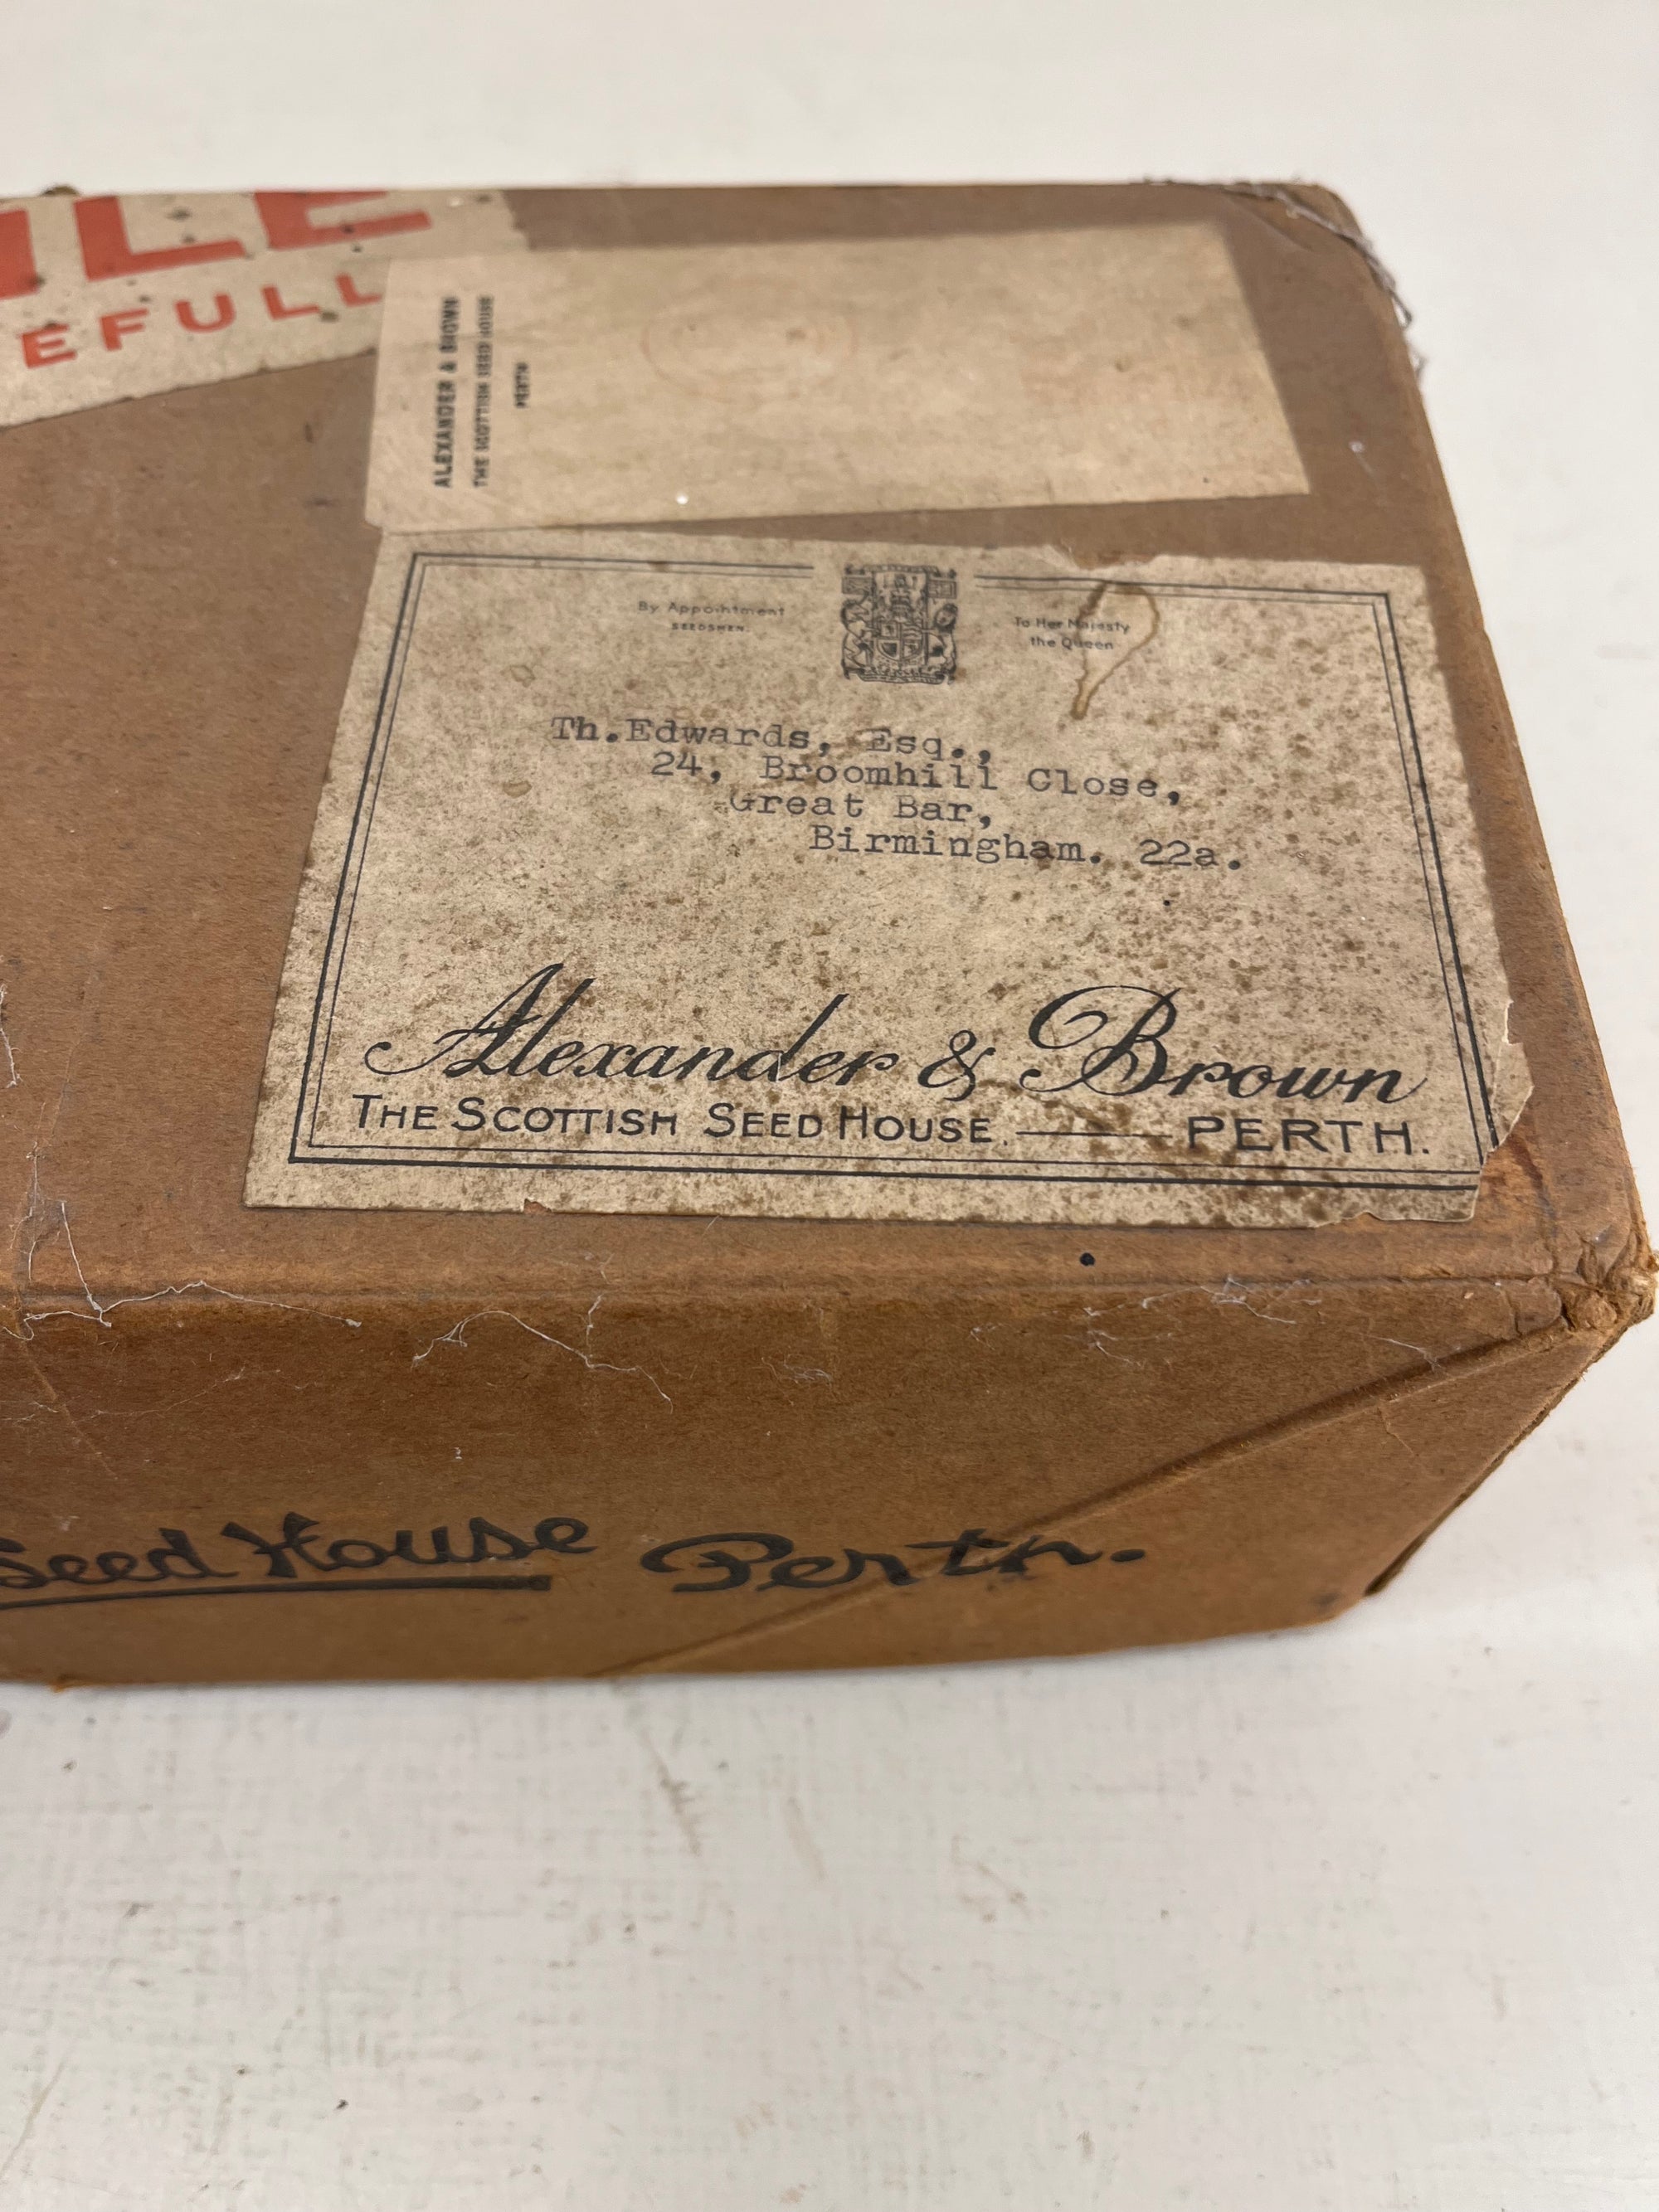 ILE
EFULL
ALEXANDER & BROWN
THE SCOTTISH SEED HOUSE
PERTH
By Appointment
SEEDSMEN.
To Her Majesty
the Queen
Th.Edwards, Esq.,
24, Broomhill Close,
Great Bar,
Birmingham. 22a.
Alexander & Brown
THE SCOTTISH SEED HOUSE. — PERTH.
Seed House Perth.